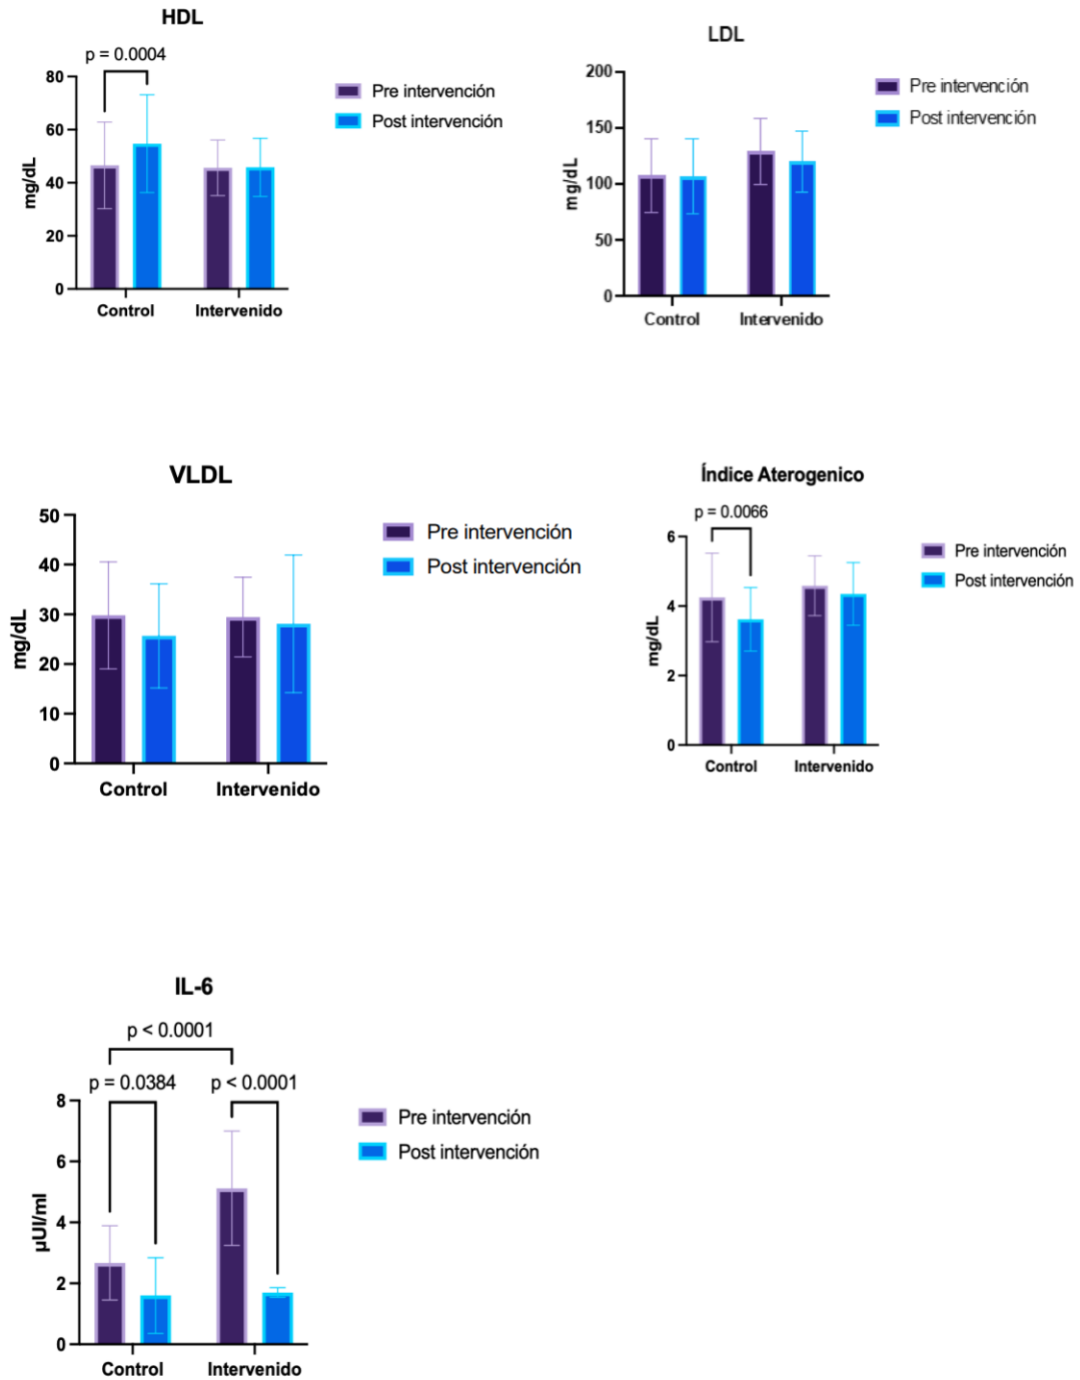 HDL
p = 0.0004
80
60
40
20
0
mg/dL
Control
Intervenido
Pre intervención
Post intervención
LDL
200
150
100
50
0
mg/dL
Control
Intervenido
Pre intervención
Post intervención
VLDL
50
40
30
20
10
0
mg/dL
Control
Intervenido
Pre intervención
Post intervención
Índice Aterogenico
p = 0.0066
6
4
2
0
mg/dL
Control
Intervenido
Pre intervención
Post intervención
IL-6
p < 0.0001
p = 0.0384
p < 0.0001
8
6
4
2
0
µUI/ml
Control
Intervenido
Pre intervención
Post intervención